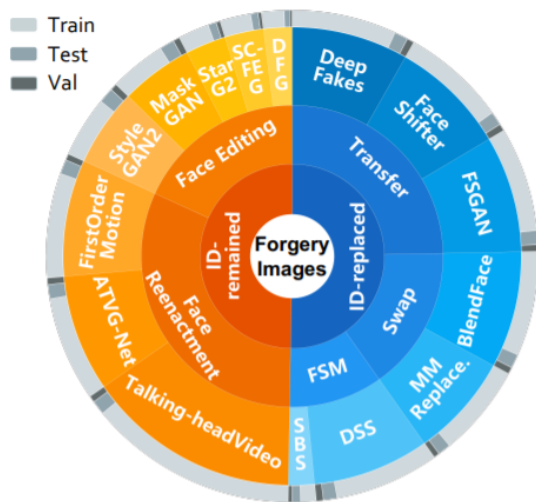 Train
Test
Val
Forgery
Images
ID-
remained
ID-replaced
Face Editing
Face
Reenactment
Transfer
Swap
FSM
Deep
Fakes
Face
Shifter
FSGAN
BlendFace
MM
Replace.
DSS
S
B
S
Talking-headVideo
ATVG-Net
FirstOrder
Motion
Style
GAN2
Mask
GAN
Star
G2
SC-
FE
G
D
F
G